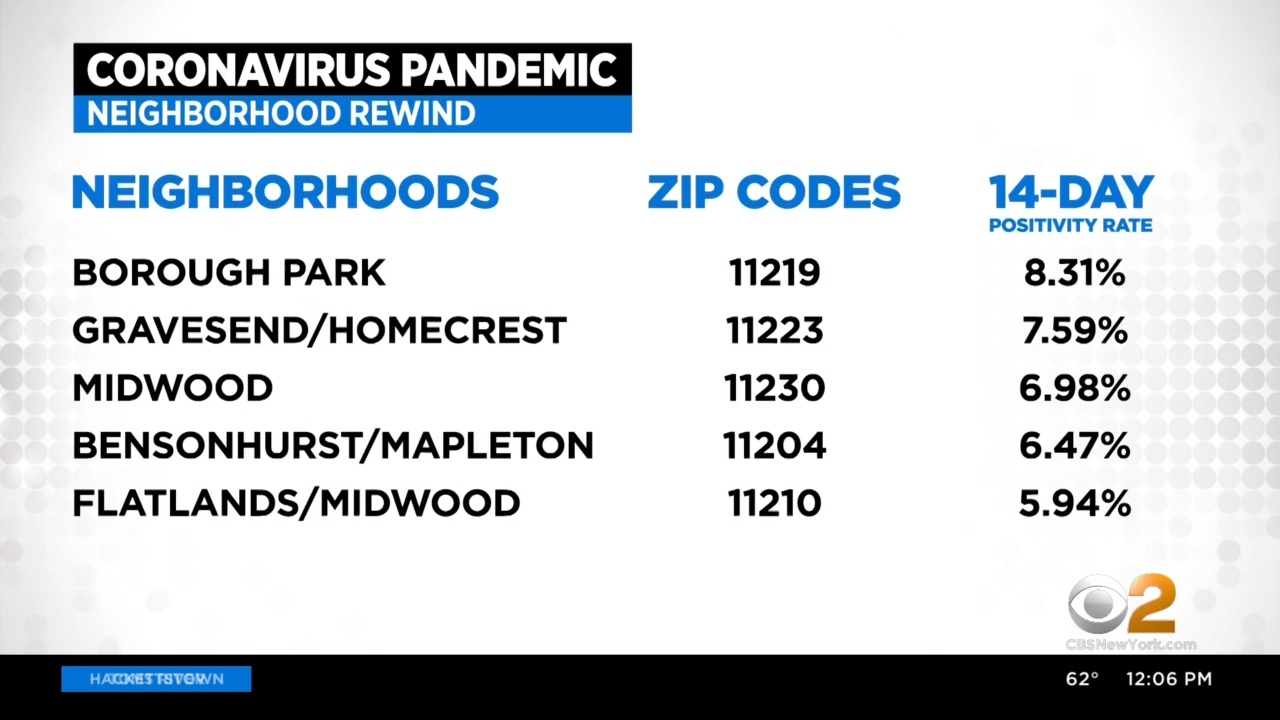 CORONAVIRUS PANDEMIC
NEIGHBORHOOD REWIND
NEIGHBORHOODS ZIP CODES 14-DAY
POSITIVITY RATE
BOROUGH PARK 11219 8.31%
GRAVESEND/HOMECREST 11223 7.59%
MIDWOOD 11230 6.98%
BENSONHURST/MAPLETON 11204 6.47%
FLATLANDS/MIDWOOD 11210 5.94%
2
CBSNewYork.com
62° 12:06 PM